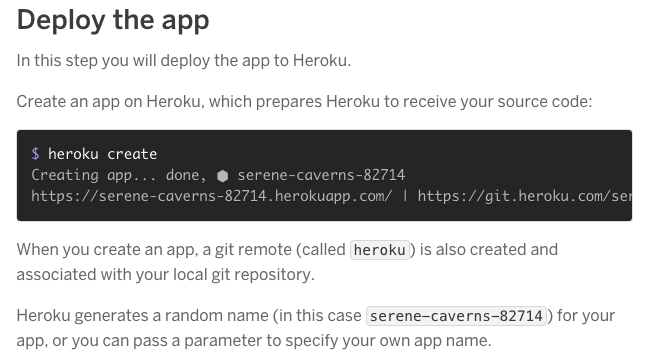 Deploy the app
In this step you will deploy the app to Heroku.
Create an app on Heroku, which prepares Heroku to receive your source code:
$ heroku create
Creating app... done, ⬢ serene-caverns-82714
https://serene-caverns-82714.herokuapp.com/ | https://git.heroku.com/ser
When you create an app, a git remote (called heroku) is also created and
associated with your local git repository.
Heroku generates a random name (in this case serene-caverns-82714) for your
app, or you can pass a parameter to specify your own app name.